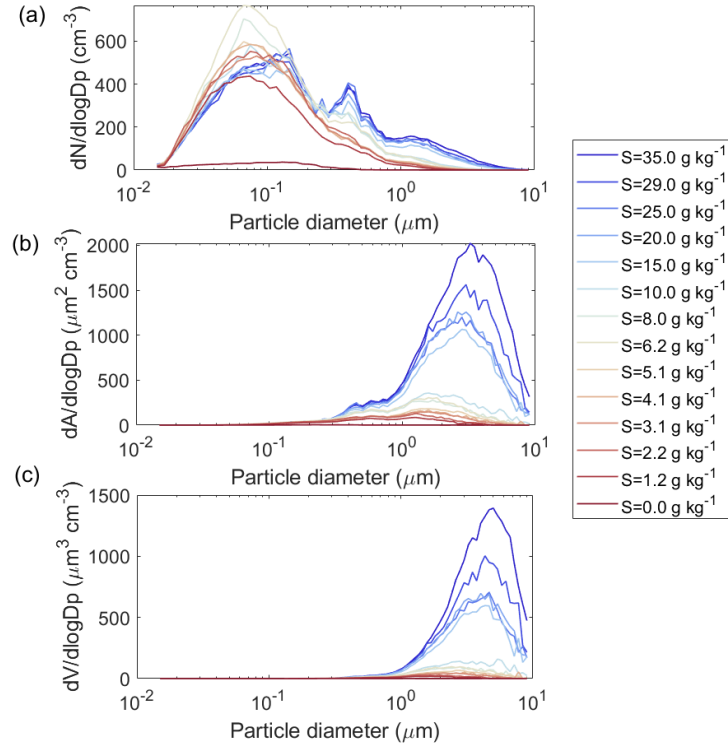 (a)
dN/dlogDp (cm⁻³)
600
400
200
0
10⁻² 10⁻¹ 10⁰ 10¹
Particle diameter (μm)
(b)
dA/dlogDp (μm² cm⁻³)
2000
1500
1000
500
0
10⁻² 10⁻¹ 10⁰ 10¹
Particle diameter (μm)
(c)
dV/dlogDp (μm³ cm⁻³)
1500
1000
500
0
10⁻² 10⁻¹ 10⁰ 10¹
Particle diameter (μm)
S=35.0 g kg⁻¹
S=29.0 g kg⁻¹
S=25.0 g kg⁻¹
S=20.0 g kg⁻¹
S=15.0 g kg⁻¹
S=10.0 g kg⁻¹
S=8.0 g kg⁻¹
S=6.2 g kg⁻¹
S=5.1 g kg⁻¹
S=4.1 g kg⁻¹
S=3.1 g kg⁻¹
S=2.2 g kg⁻¹
S=1.2 g kg⁻¹
S=0.0 g kg⁻¹